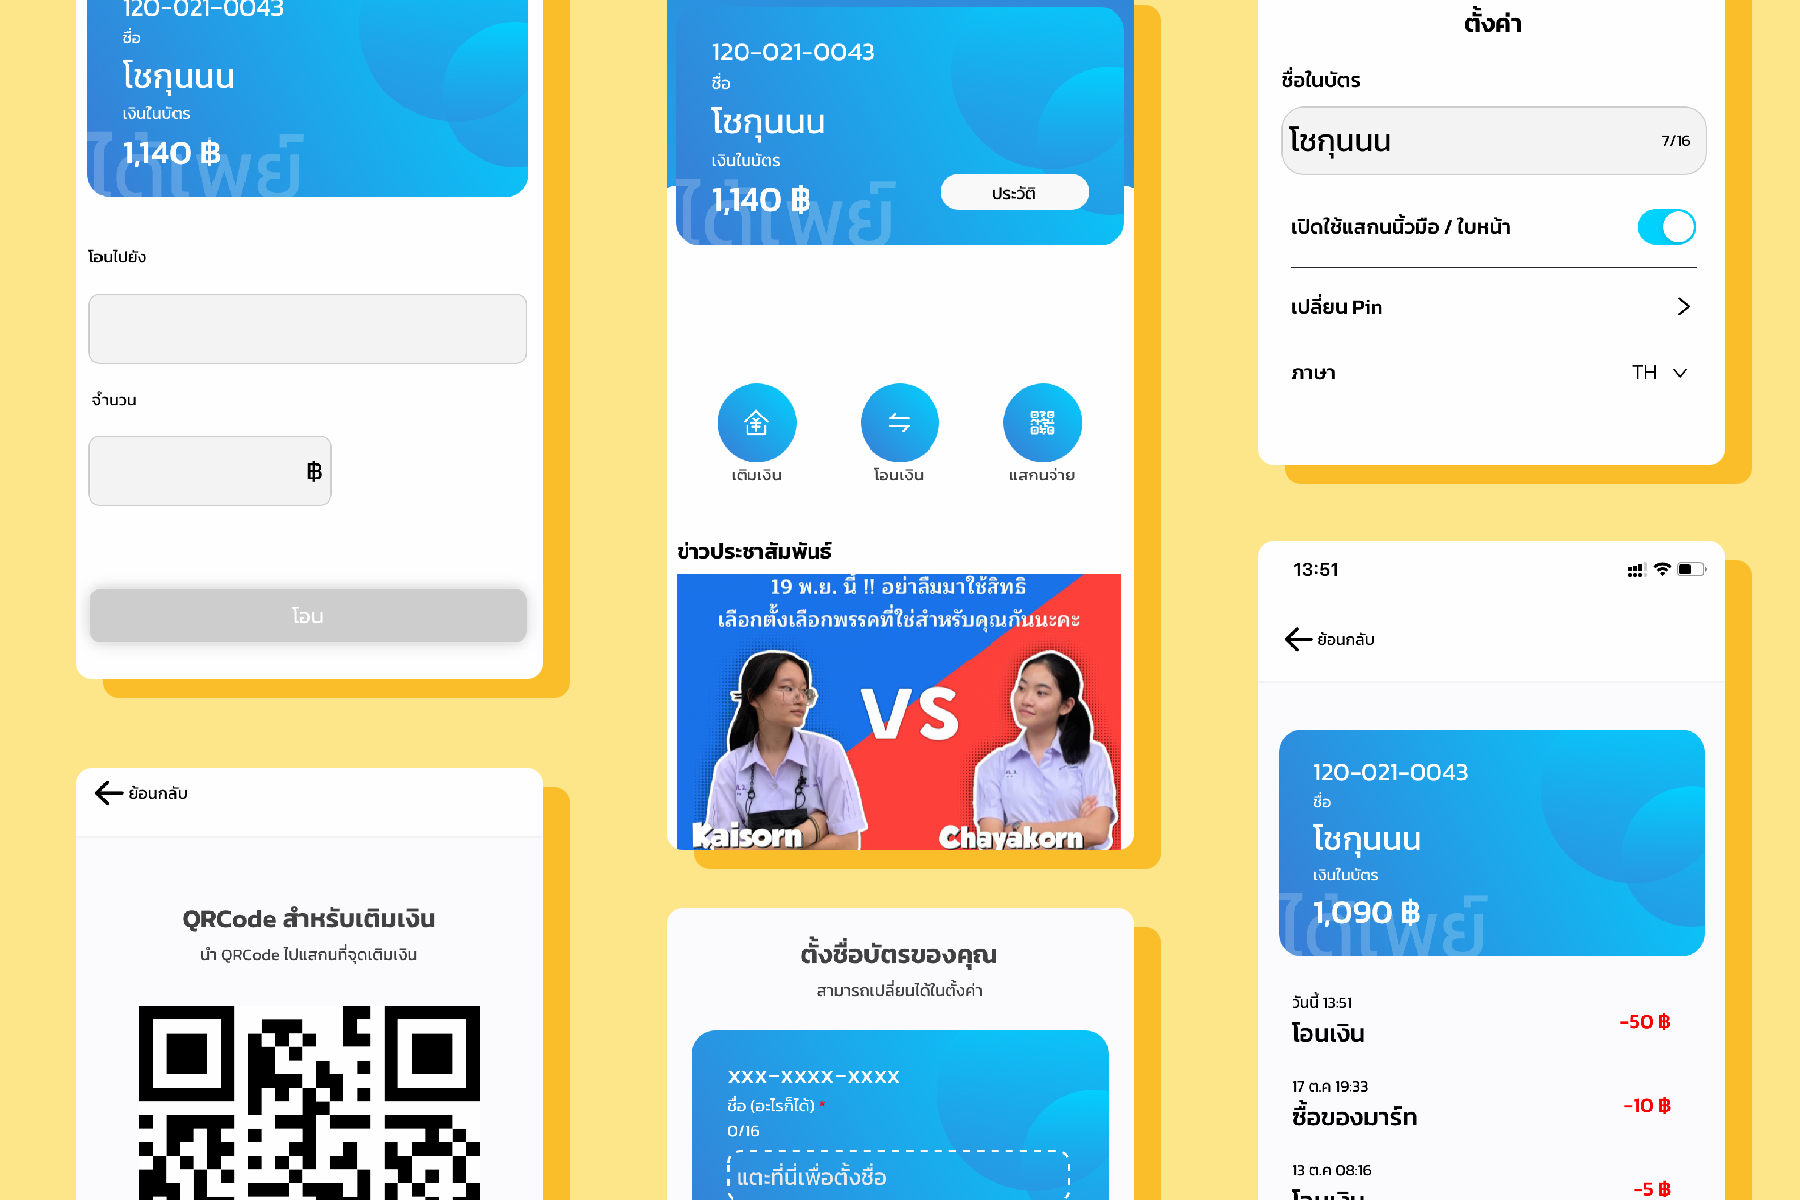 120-021-0043
ชื่อ
โชกุนนน
เงินในบัตร
1,140 ฿
ได๋เพย์
โอนไปยัง
จำนวน
฿
โอน
ย้อนกลับ
QRCode สำหรับเติมเงิน
นำ QRCode ไปแสกนที่จุดเติมเงิน
120-021-0043
ชื่อ
โชกุนนน
เงินในบัตร
1,140 ฿
ได๋เพย์
ประวัติ
เติมเงิน
โอนเงิน
แสกนจ่าย
ข่าวประชาสัมพันธ์
19 พ.ย. นี้ !! อย่าลืมมาใช้สิทธิ
เลือกตั้งเลือกพรรคที่ใช่สำหรับคุณกันนะคะ
VS
Kaisorn
Chayakorn
ตั้งชื่อบัตรของคุณ
สามารถเปลี่ยนได้ในตั้งค่า
xxx-xxxx-xxxx
ชื่อ (อะไรก็ได้) *
0/16
แตะที่นี่เพื่อตั้งชื่อ
ตั้งค่า
ชื่อในบัตร
โชกุนนน
7/16
เปิดใช้แสกนนิ้วมือ / ใบหน้า
เปลี่ยน Pin
ภาษา
TH
13:51
ย้อนกลับ
120-021-0043
ชื่อ
โชกุนนน
เงินในบัตร
1,090 ฿
ได๋เพย์
วันนี้ 13:51
โอนเงิน
-50 ฿
17 ต.ค 19:33
ซื้อของมาร์ท
-10 ฿
13 ต.ค 08:16
โอนเงิน
-5 ฿